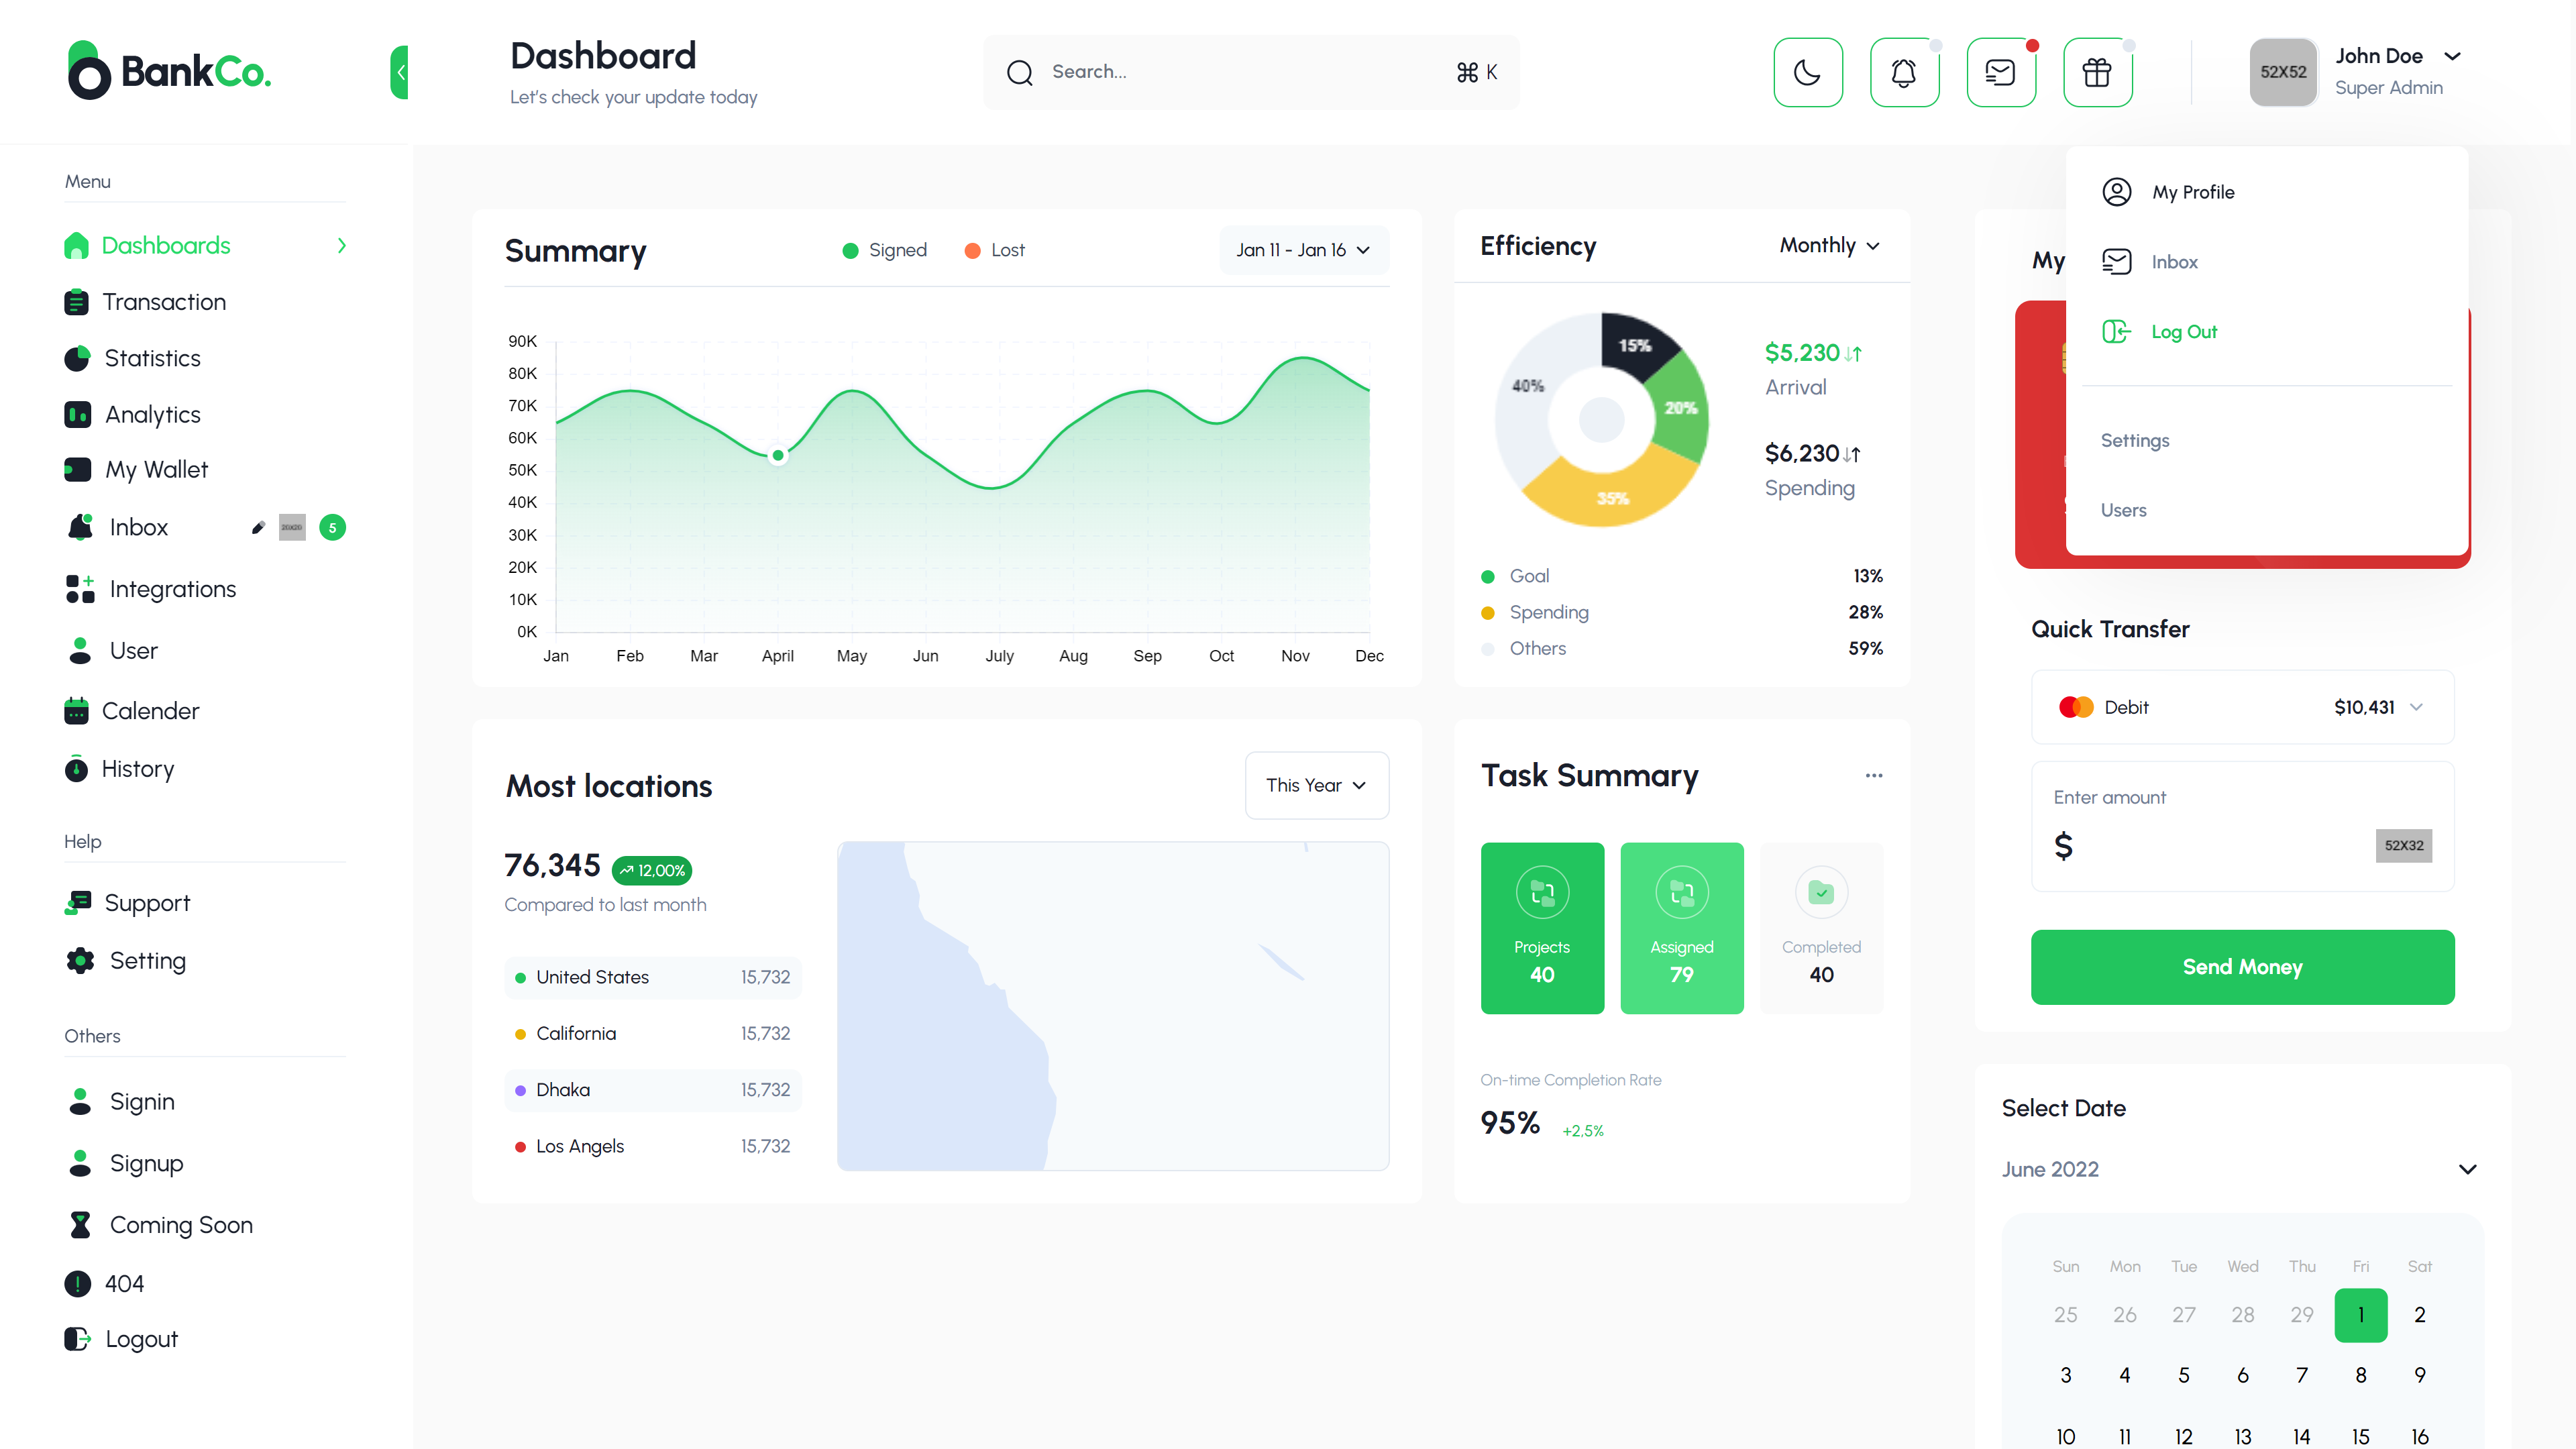 BankCo.
Dashboard
Let's check your update today
Search...
⌘ K
52X52
John Doe
Super Admin
Menu
Dashboards
Transaction
Statistics
Analytics
My Wallet
Inbox
20X20
5
Integrations
User
Calender
History
Help
Support
Setting
Others
Signin
Signup
Coming Soon
404
Logout
Summary
Signed
Lost
Jan 11 - Jan 16
90K
80K
70K
60K
50K
40K
30K
20K
10K
0K
Jan Feb Mar April May Jun July Aug Sep Oct Nov Dec
Efficiency
Monthly
15%
20%
35%
40%
$5,230
Arrival
$6,230
Spending
Goal 13%
Spending 28%
Others 59%
Most locations
This Year
76,345
12,00%
Compared to last month
United States 15,732
California 15,732
Dhaka 15,732
Los Angels 15,732
Task Summary
...
Projects
40
Assigned
79
Completed
40
On-time Completion Rate
95%
+2,5%
My
My Profile
Inbox
Log Out
Settings
Users
Quick Transfer
Debit $10,431
Enter amount
$
52X32
Send Money
Select Date
June 2022
Sun Mon Tue Wed Thu Fri Sat
25 26 27 28 29 1 2
3 4 5 6 7 8 9
10 11 12 13 14 15 16